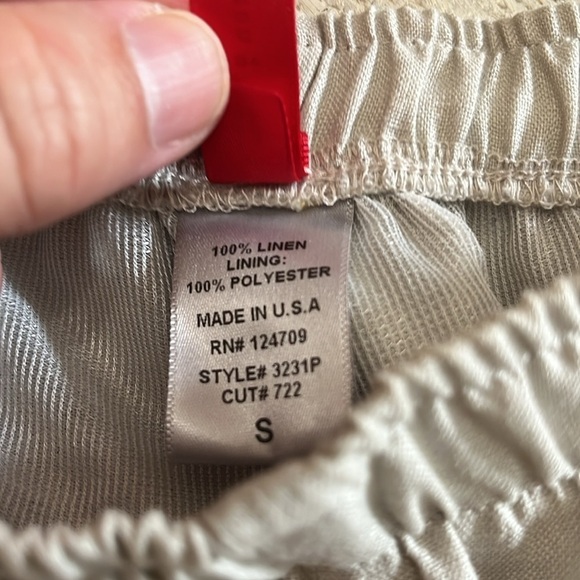 100% LINEN
LINING:
100% POLYESTER
MADE IN U.S.A
RN# 124709
STYLE# 3231P
CUT# 722
S